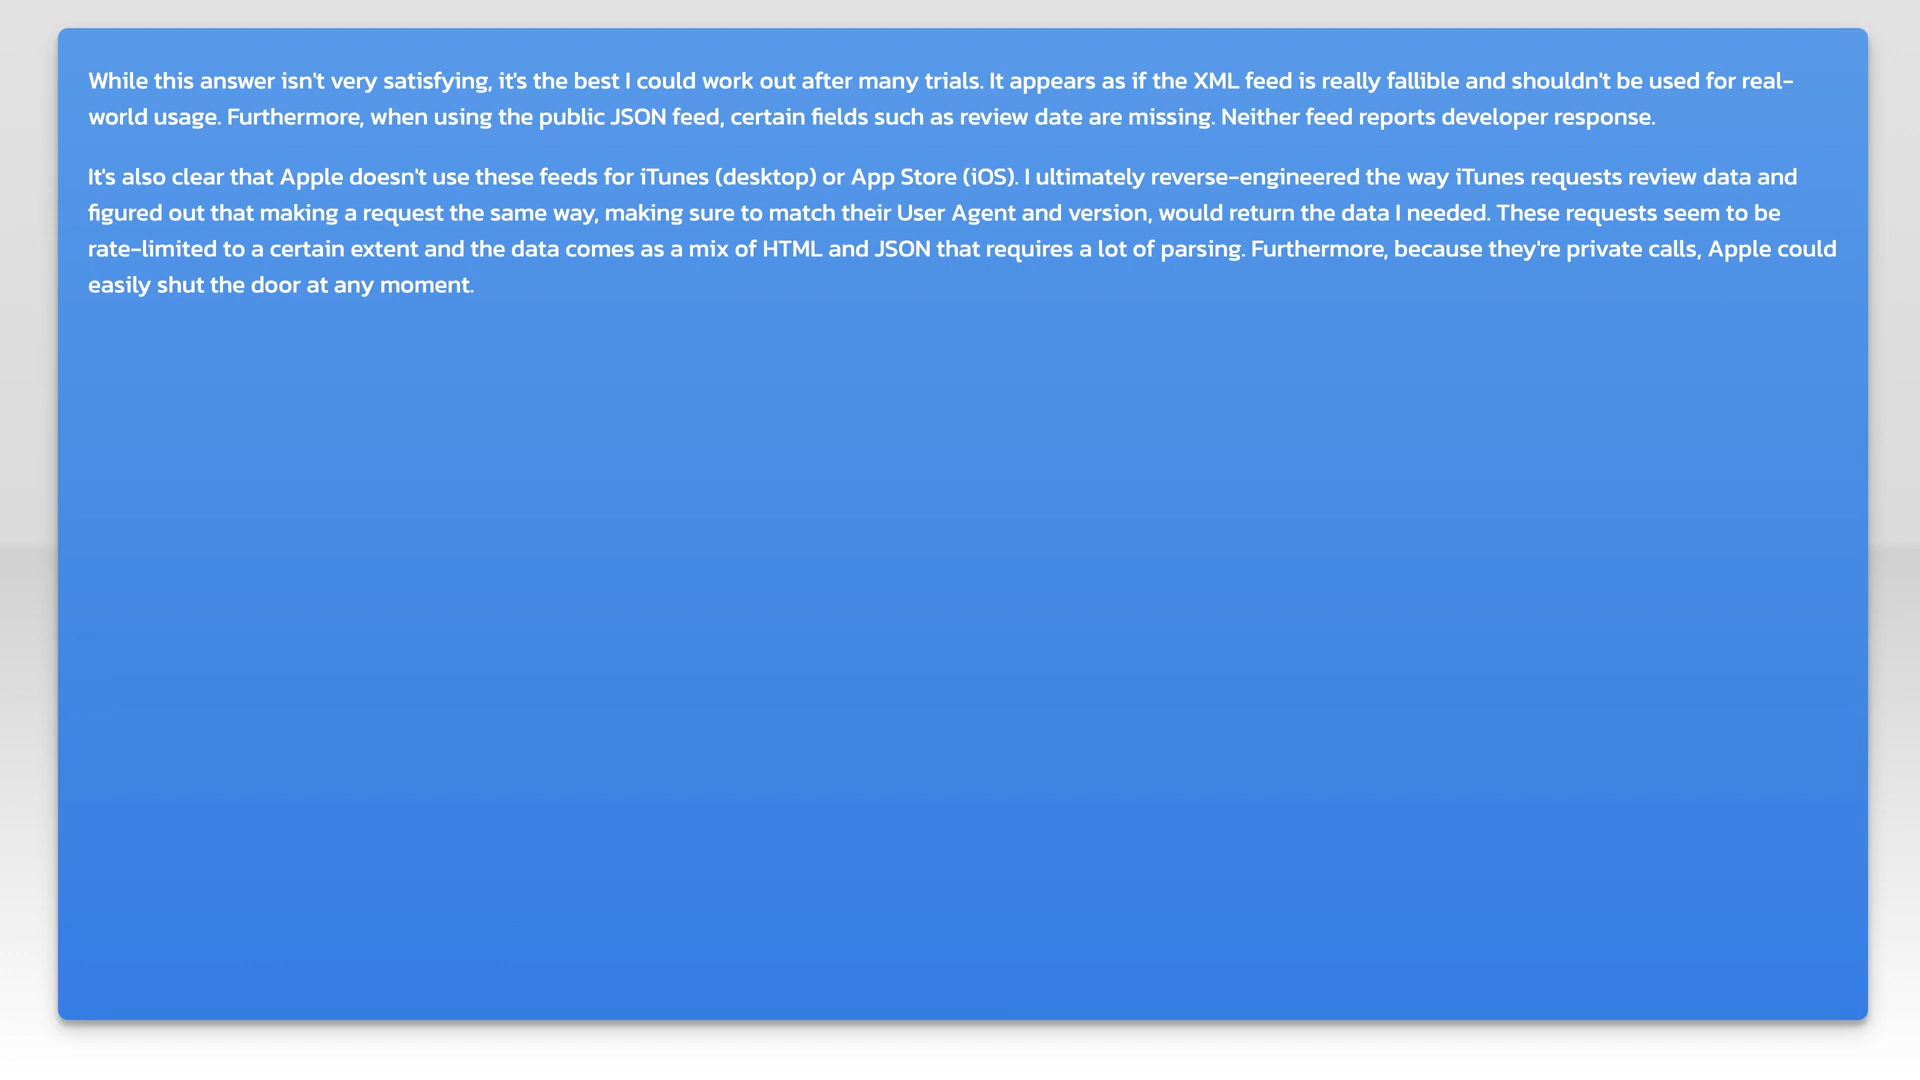 While this answer isn't very satisfying, it's the best I could work out after many trials. It appears as if the XML feed is really fallible and shouldn't be used for real-
world usage. Furthermore, when using the public JSON feed, certain fields such as review date are missing. Neither feed reports developer response.
It's also clear that Apple doesn't use these feeds for iTunes (desktop) or App Store (iOS). I ultimately reverse-engineered the way iTunes requests review data and
figured out that making a request the same way, making sure to match their User Agent and version, would return the data I needed. These requests seem to be
rate-limited to a certain extent and the data comes as a mix of HTML and JSON that requires a lot of parsing. Furthermore, because they're private calls, Apple could
easily shut the door at any moment.